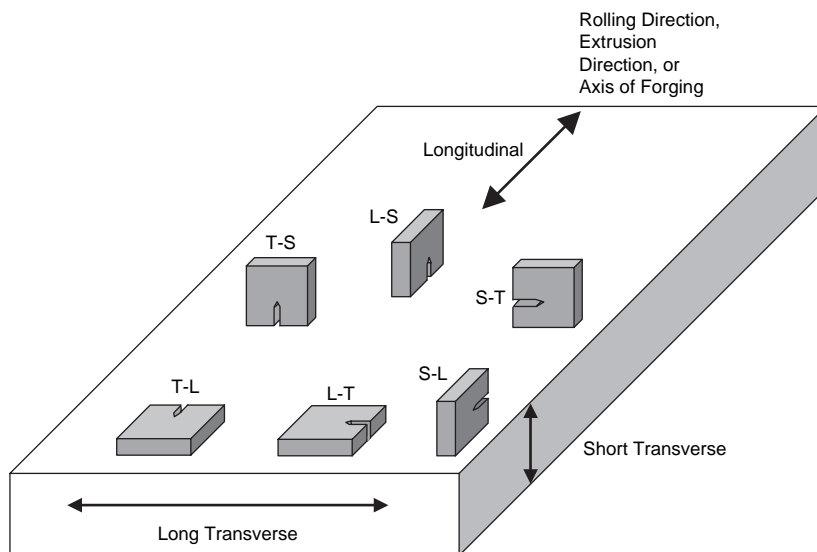 Rolling Direction,
Extrusion
Direction, or
Axis of Forging
Longitudinal
L-S
T-S
S-T
S-L
T-L
L-T
Short Transverse
Long Transverse